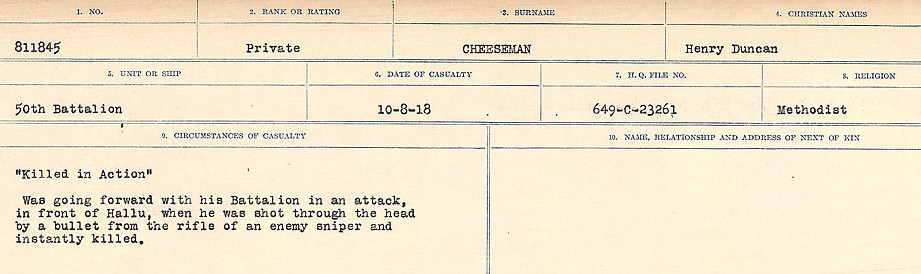 1. NO. 2. RANK OR RATING 3. SURNAME 4. CHRISTIAN NAMES
811845 Private CHEESEMAN Henry Duncan
5. UNIT OR SHIP 6. DATE OF CASUALTY 7. H. Q. FILE NO. 8. RELIGION
50th Battalion 10-8-18 649-C-23261 Methodist
9. CIRCUMSTANCES OF CASUALTY 10. NAME, RELATIONSHIP AND ADDRESS OF NEXT OF KIN
"Killed in Action"
Was going forward with his Battalion in an attack,
in front of Hallu, when he was shot through the head
by a bullet from the rifle of an enemy sniper and
instantly killed.